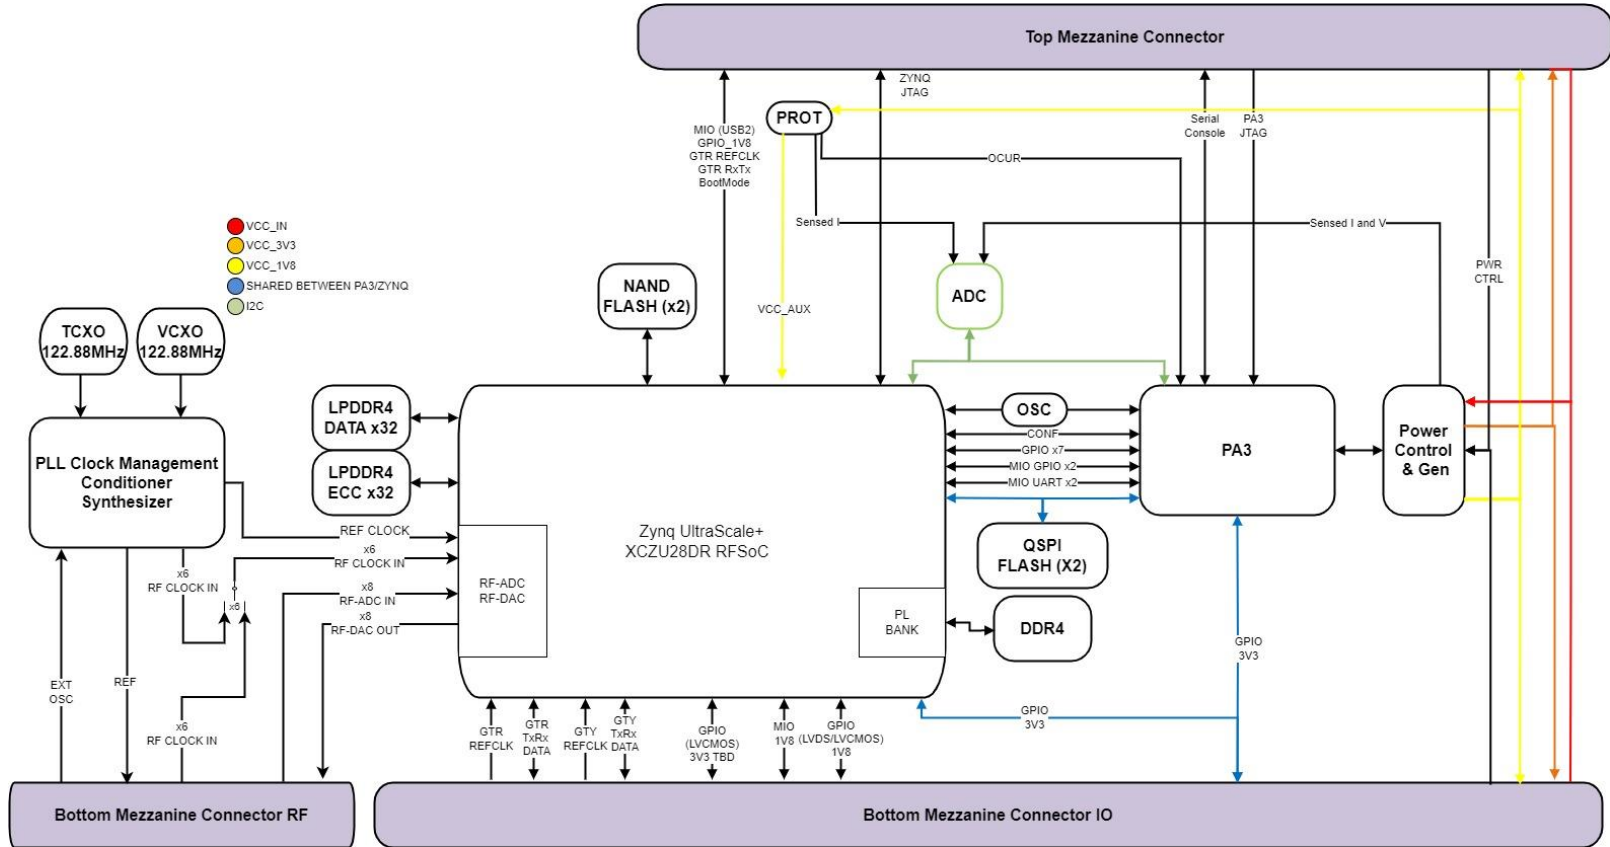 Top Mezzanine Connector
ZYNQ
JTAG
PROT
MIO (USB2)
GPIO_1V8
GTR REFCLK
GTR RxTx
BootMode
Serial
Console
PA3
JTAG
OCUR
Sensed I
Sensed I and V
VCC_IN
VCC_3V3
VCC_1V8
SHARED BETWEEN PA3/ZYNQ
I2C
NAND
FLASH (x2)
ADC
PWR
CTRL
VCC_AUX
TCXO
122.88MHz
VCXO
122.88MHz
LPDDR4
DATA x32
LPDDR4
ECC x32
OSC
CONF
GPIO x7
MIO GPIO x2
MIO UART x2
PA3
Power
Control
& Gen
PLL Clock Management
Conditioner
Synthesizer
REF CLOCK
x6
RF CLOCK IN
x6
RF CLOCK IN
x6
x8
RF-ADC IN
x8
RF-DAC OUT
RF-ADC
RF-DAC
Zynq UltraScale+
XCZU28DR RFSoC
QSPI
FLASH (X2)
PL
BANK
DDR4
GPIO
3V3
EXT
OSC
REF
x6
RF CLOCK IN
GTR
REFCLK
GTR
TxRx
DATA
GTY
REFCLK
GTY
TxRx
DATA
GPIO
(LVCMOS)
3V3 TBD
MIO
1V8
GPIO
(LVDS/LVCMOS)
1V8
GPIO
3V3
Bottom Mezzanine Connector RF
Bottom Mezzanine Connector IO